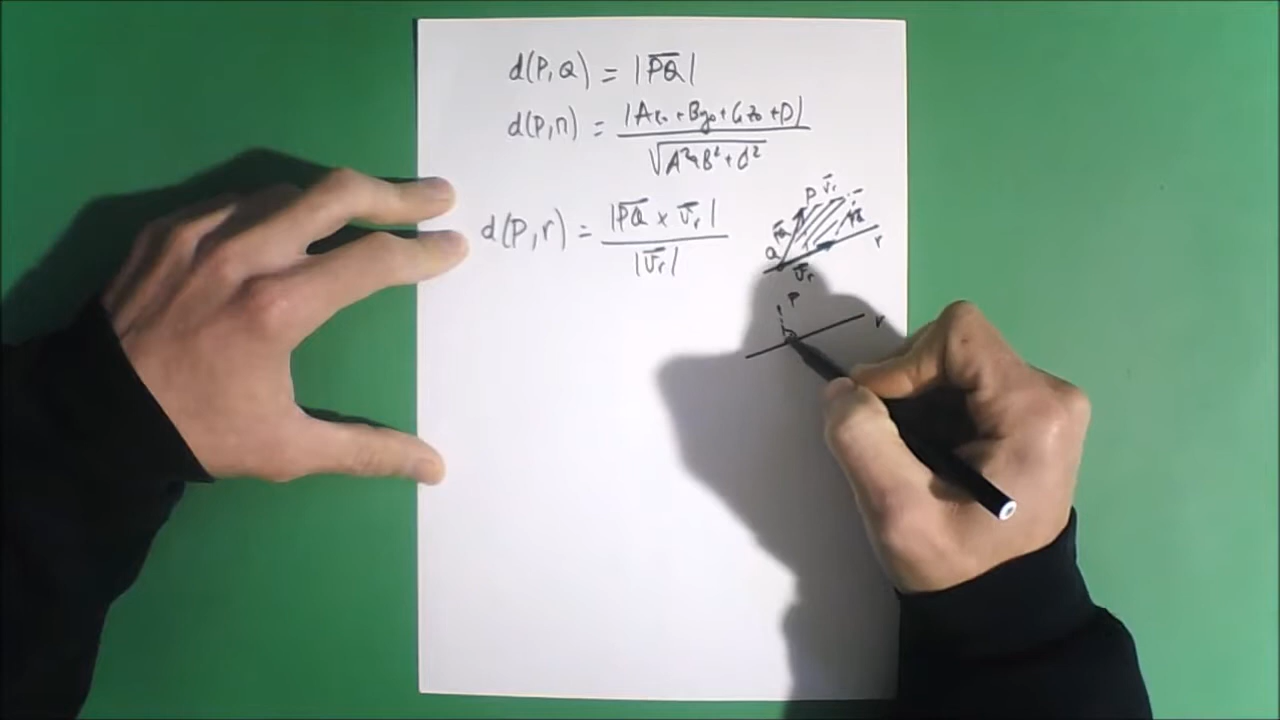 d(P,Q) = |PQ̅|
d(P,π) = |Ax₀ + By₀ + Cz₀ + D| / √A²+B²+C²
d(P,r) = |PQ̅ × v̅ᵣ| / |v̅ᵣ|
P v̅ᵣ
Q r
v̅ᵣ
P
r